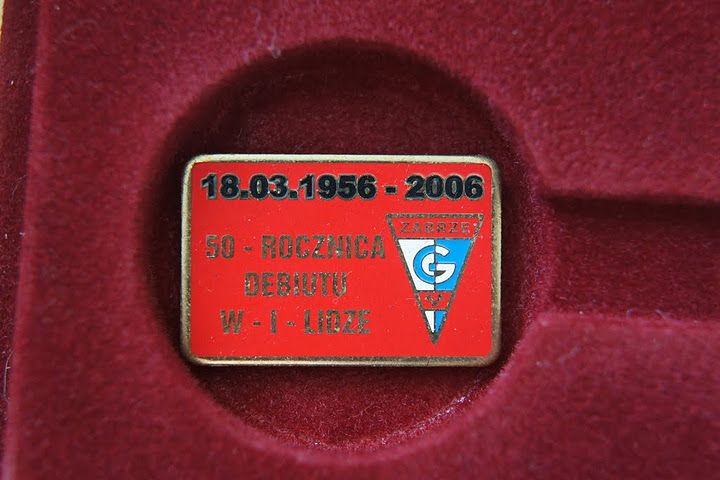 18.03.1956 - 2006
50 - ROCZNICA
DEBIUTU
W - I - LIDZE
ZABRZE
G